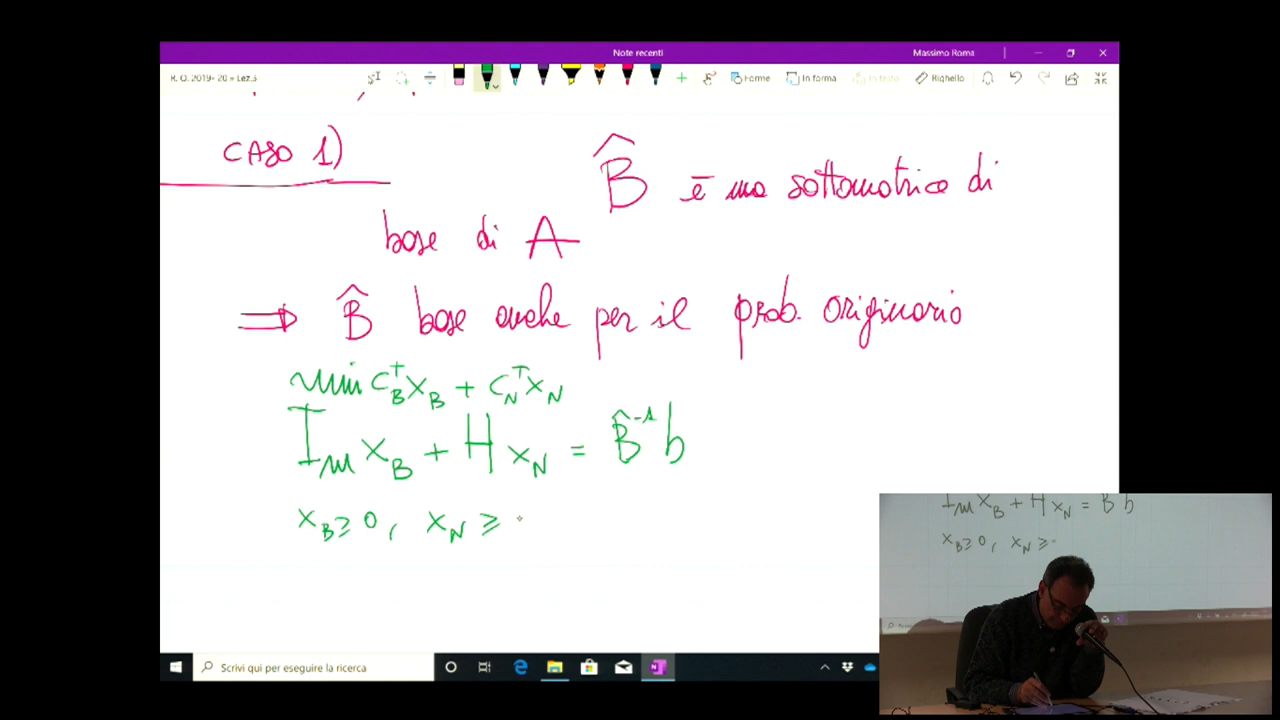 Note recenti
Massimo Roma
R. O. 2019- 20 » Lez.3
Forme
In forma
In testo
Righello
CASO 1)
B̂ è una sottomatrice di
base di A
⇒ B̂ base anche per il prob. originario
min C_B^T x_B + C_N^T x_N
I_m x_B + H x_N = B̂^-1 b
x_B ≥ 0, x_N ≥
I_m x_B + H x_N = B b
x_B ≥ 0, x_N ≥
Scrivi qui per eseguire la ricerca